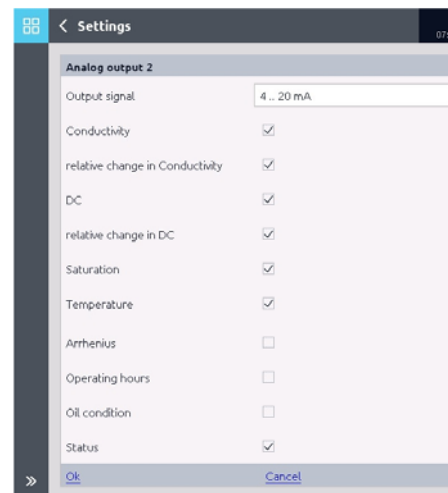 Settings
07:
Analog output 2
Output signal 4 .. 20 mA
Conductivity
relative change in Conductivity
DC
relative change in DC
Saturation
Temperature
Arrhenius
Operating hours
Oil condition
Status
Ok Cancel